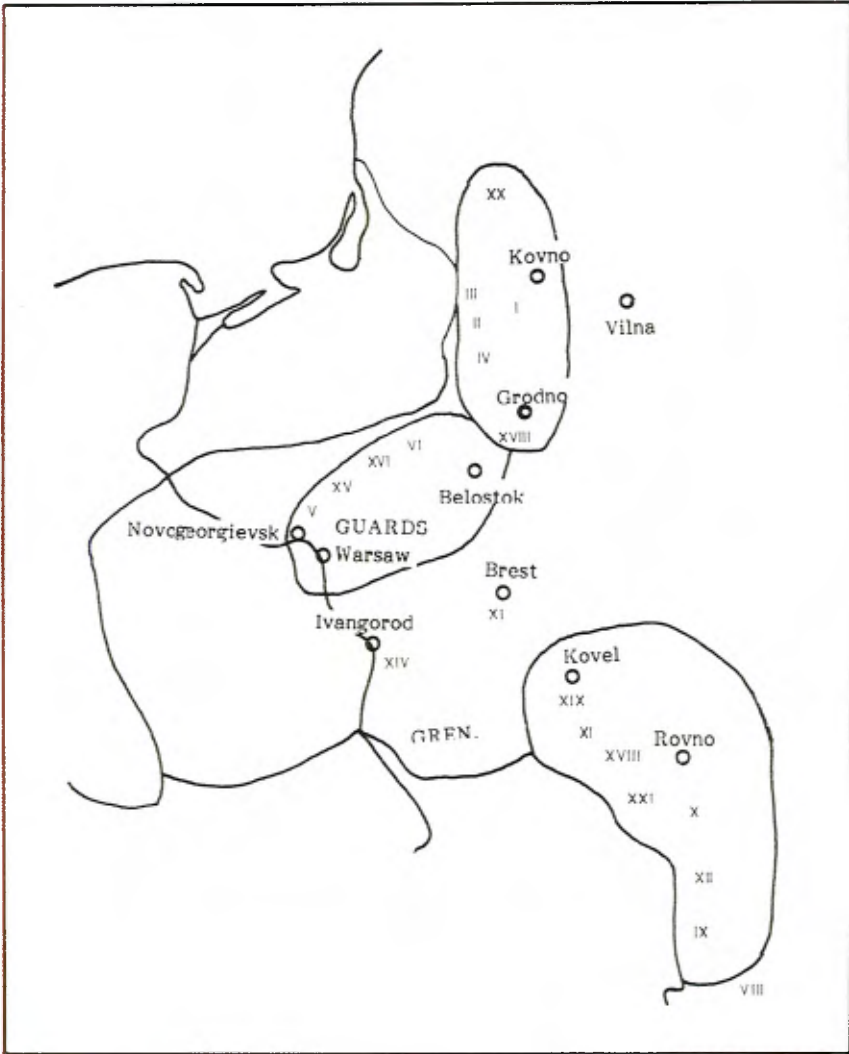 XX
Kovno
III
I
Vilna
II
IV
Grodno
XVIII
VI
XVI
Belostok
XV
V
Novogeorgievsk
GUARDS
Warsaw
Brest
XI
Ivangorod
XIV
Kovel
XIX
XI
GREN.
Rovno
XVIII
XXI
X
XII
IX
VIII